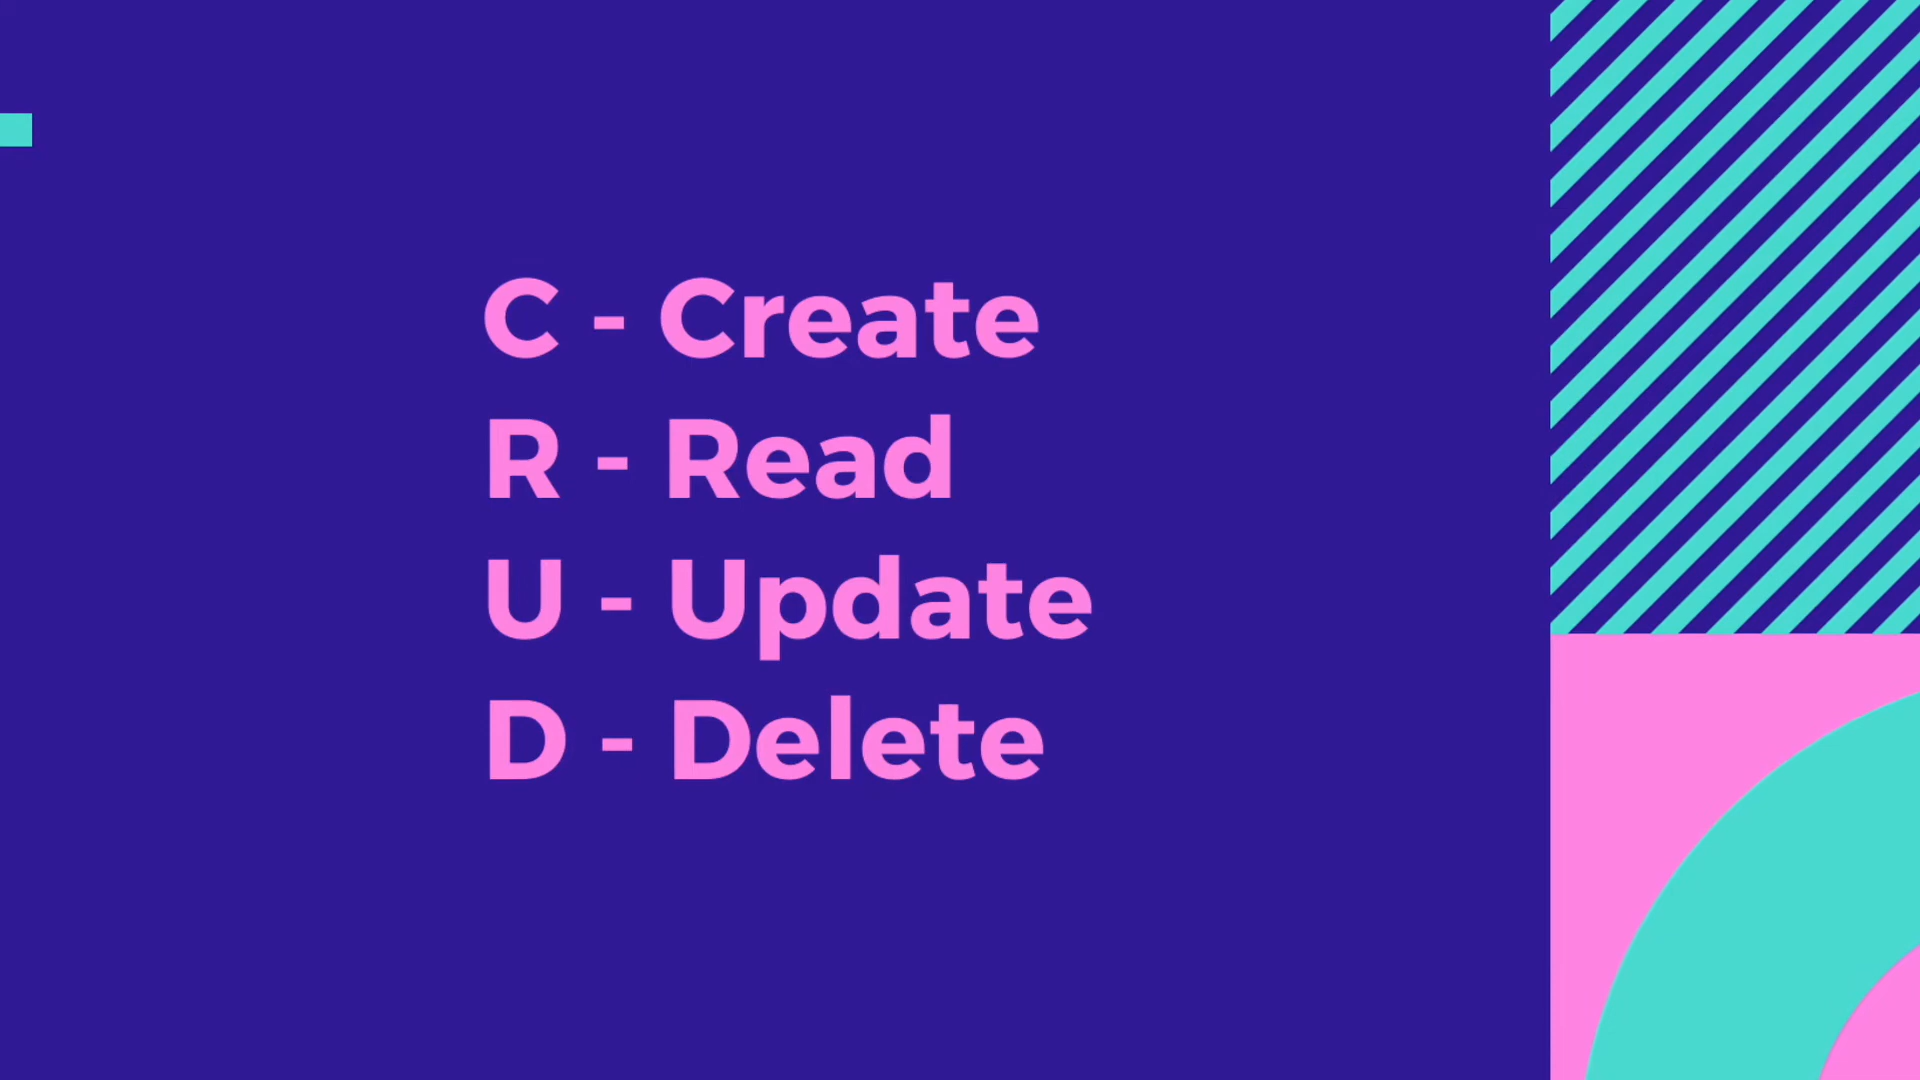 C - Create
R - Read
U - Update
D - Delete